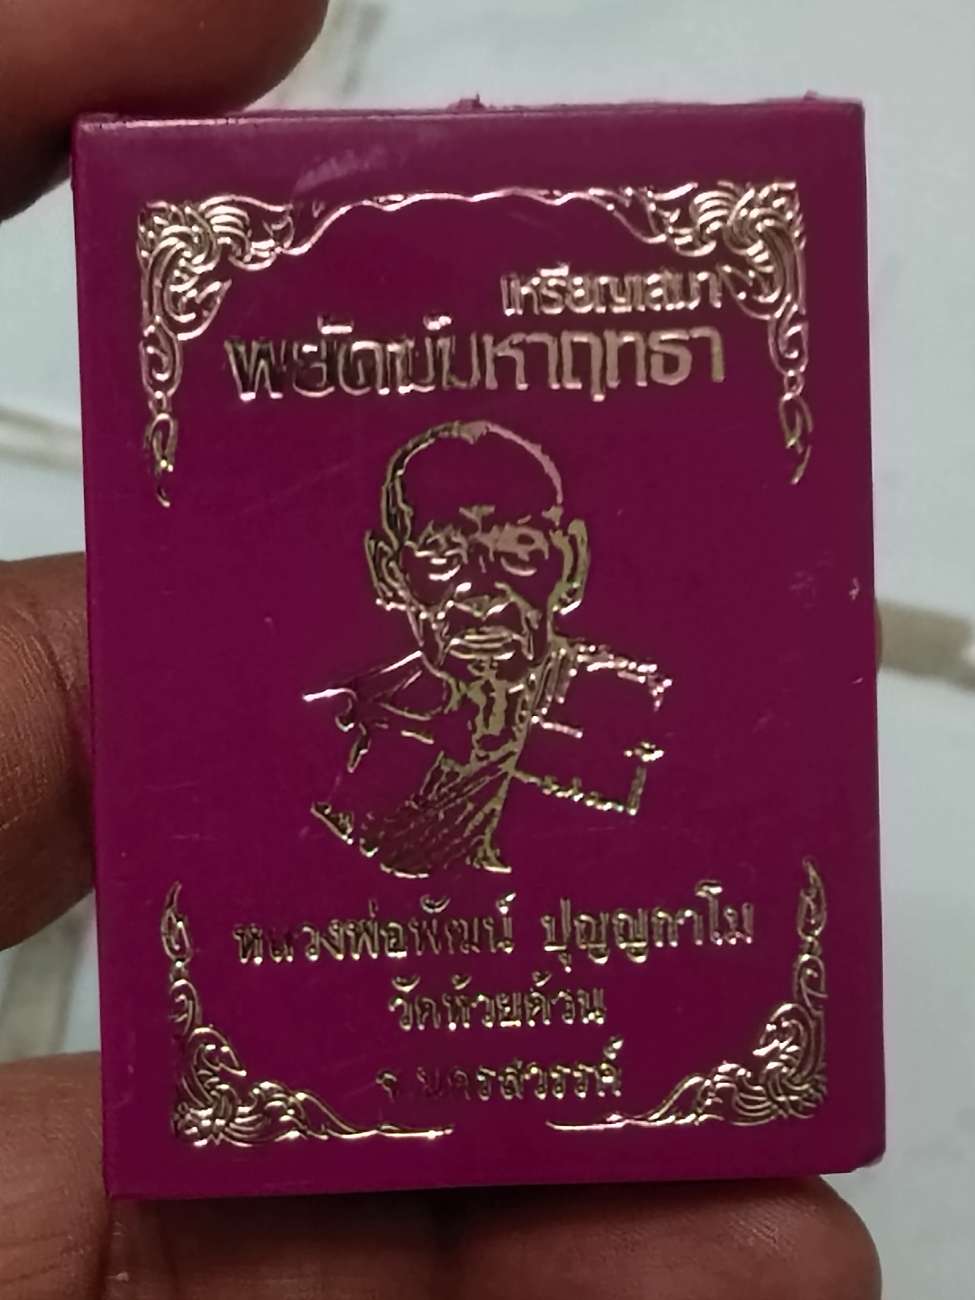 เหรียญเสมา
พยัคฆ์มหาฤทธา
หลวงพ่อพัฒน์ ปุญญกาโม
วัดห้วยด้วน
จ.นครสวรรค์